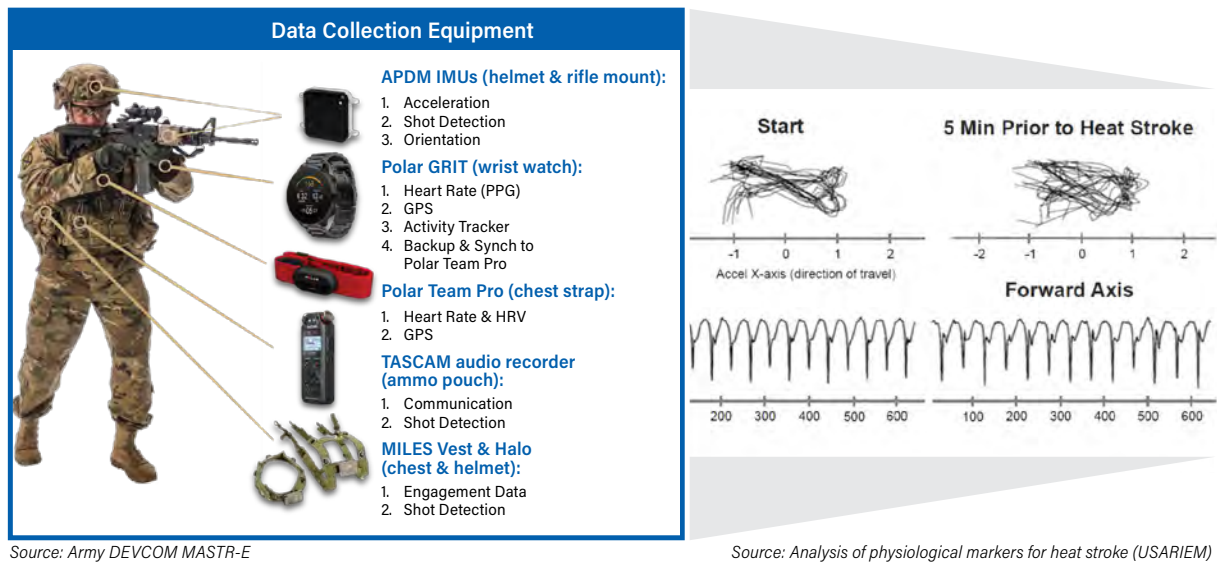 Data Collection Equipment
APDM IMUs (helmet & rifle mount):
1. Acceleration
2. Shot Detection
3. Orientation
Polar GRIT (wrist watch):
1. Heart Rate (PPG)
2. GPS
3. Activity Tracker
4. Backup & Synch to
Polar Team Pro
Polar Team Pro (chest strap):
1. Heart Rate & HRV
2. GPS
TASCAM audio recorder
(ammo pouch):
1. Communication
2. Shot Detection
MILES Vest & Halo
(chest & helmet):
1. Engagement Data
2. Shot Detection
Start
5 Min Prior to Heat Stroke
-1 0 1 2
-2 -1 0 1 2
Accel X-axis (direction of travel)
Forward Axis
200 300 400 500 600
100 200 300 400 500 600
Source: Army DEVCOM MASTR-E
Source: Analysis of physiological markers for heat stroke (USARIEM)